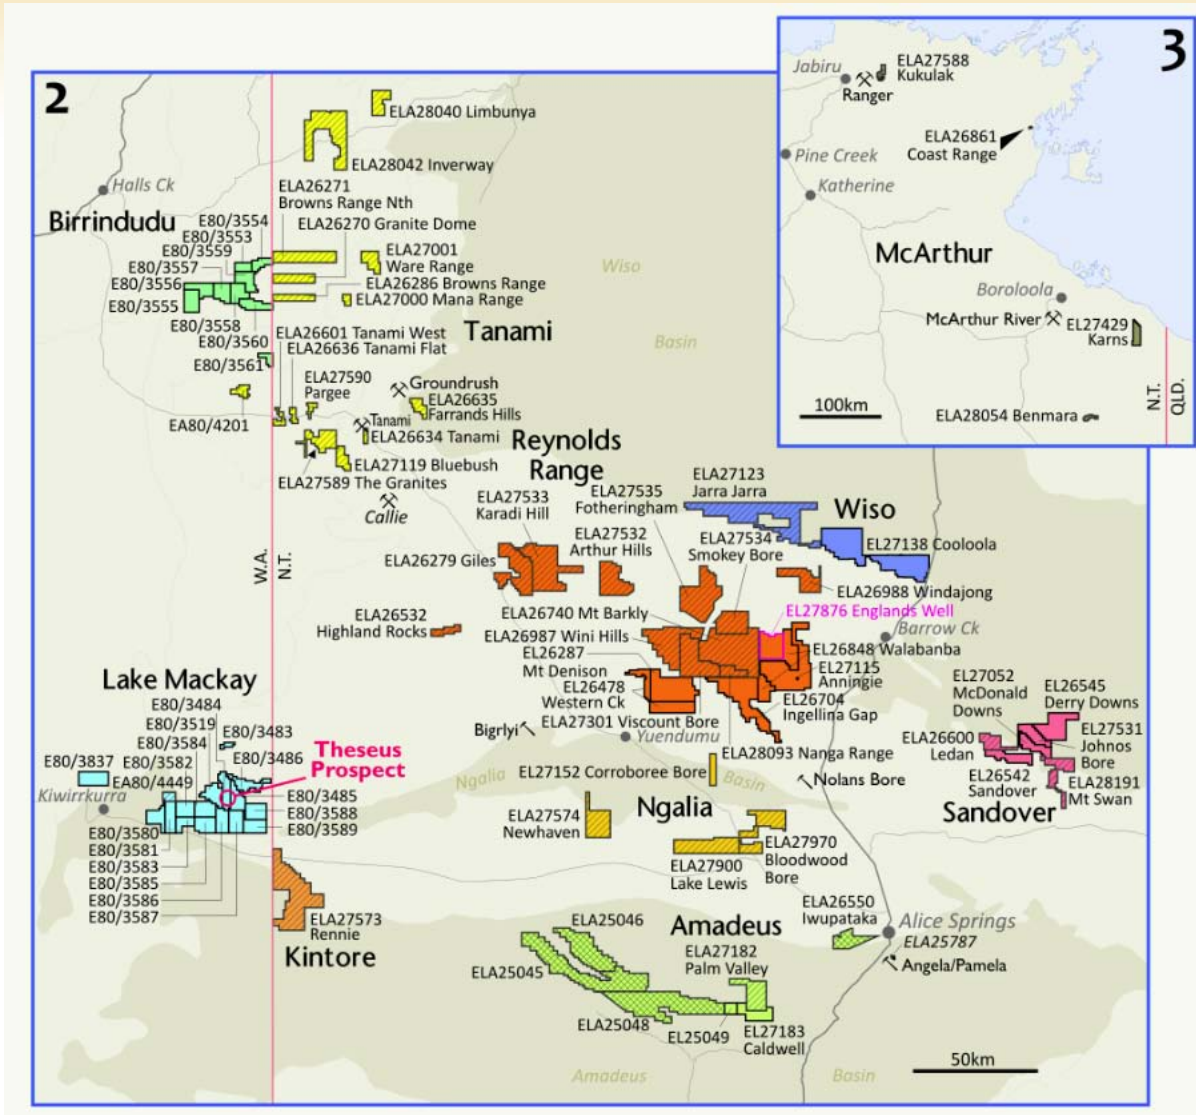 2
3
ELA27588
Kukulak
Jabiru
Ranger
ELA26861
Coast Range
Pine Creek
Katherine
McArthur
Boroloola
McArthur River
EL27429
Karns
N.T.
QLD.
100km
ELA28054 Benmara
ELA28040 Limbunya
ELA28042 Inverway
Halls Ck
ELA26271
Browns Range Nth
Birrindudu
E80/3554
E80/3553
E80/3559
E80/3557
E80/3556
E80/3555
E80/3558
E80/3560
E80/3561
ELA26270 Granite Dome
ELA27001
Ware Range
ELA26286 Browns Range
ELA27000 Mana Range
Wiso
Basin
Tanami
ELA26601 Tanami West
ELA26636 Tanami Flat
ELA27590
Pargee
Groundrush
ELA26635
Farrands Hills
EA80/4201
Tanami
ELA26634 Tanami
ELA27119 Bluebush
ELA27589 The Granites
Callie
W.A.
N.T.
Reynolds
Range
ELA27533
Karadi Hill
ELA27535
Fotheringham
ELA27123
Jarra Jarra
Wiso
ELA27532
Arthur Hills
ELA27534
Smokey Bore
EL27138 Cooloola
ELA26279 Giles
ELA26988 Windajong
ELA26532
Highland Rocks
ELA26740 Mt Barkly
EL27876 Englands Well
Barrow Ck
ELA26987 Wini Hills
EL26287
Mt Denison
EL26848 Walabanba
EL27115
Anningie
EL26478
Western Ck
EL26704
Ingellina Gap
ELA27301 Viscount Bore
Bigrlyi
Yuendumu
ELA28093 Nanga Range
EL27052
McDonald
Downs
EL26545
Derry Downs
ELA26600
Ledan
EL27531
Johnos
Bore
EL26542
Sandover
ELA28191
Mt Swan
Sandover
Lake Mackay
E80/3484
E80/3519
E80/3483
E80/3584
E80/3582
E80/3486
E80/3837
EA80/4449
Theseus
Prospect
Kiwirrkurra
E80/3485
E80/3588
E80/3589
E80/3580
E80/3581
E80/3583
E80/3585
E80/3586
E80/3587
Ngalia
Basin
EL27152 Corroboree Bore
Nolans Bore
ELA27574
Newhaven
Ngalia
ELA27970
Bloodwood
Bore
ELA27900
Lake Lewis
ELA27573
Rennie
Kintore
ELA25046
Amadeus
ELA26550
Iwupataka
Alice Springs
ELA25787
Angela/Pamela
ELA25045
ELA27182
Palm Valley
ELA25048
EL25049
EL27183
Caldwell
50km
Amadeus
Basin